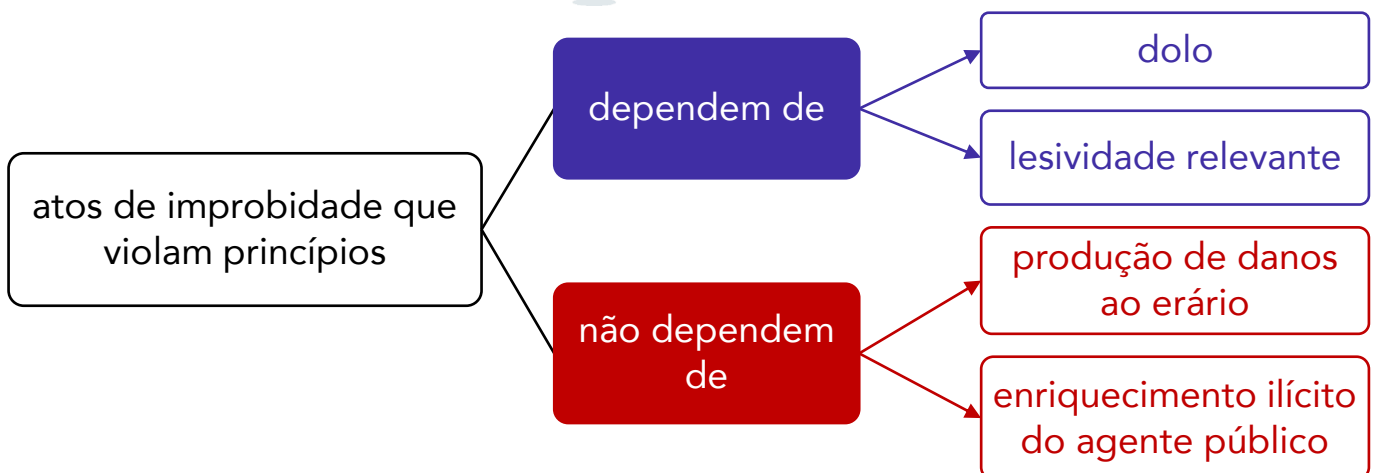 atos de improbidade que
violam princípios
dependem de
dolo
lesividade relevante
não dependem
de
produção de danos
ao erário
enriquecimento ilícito
do agente público